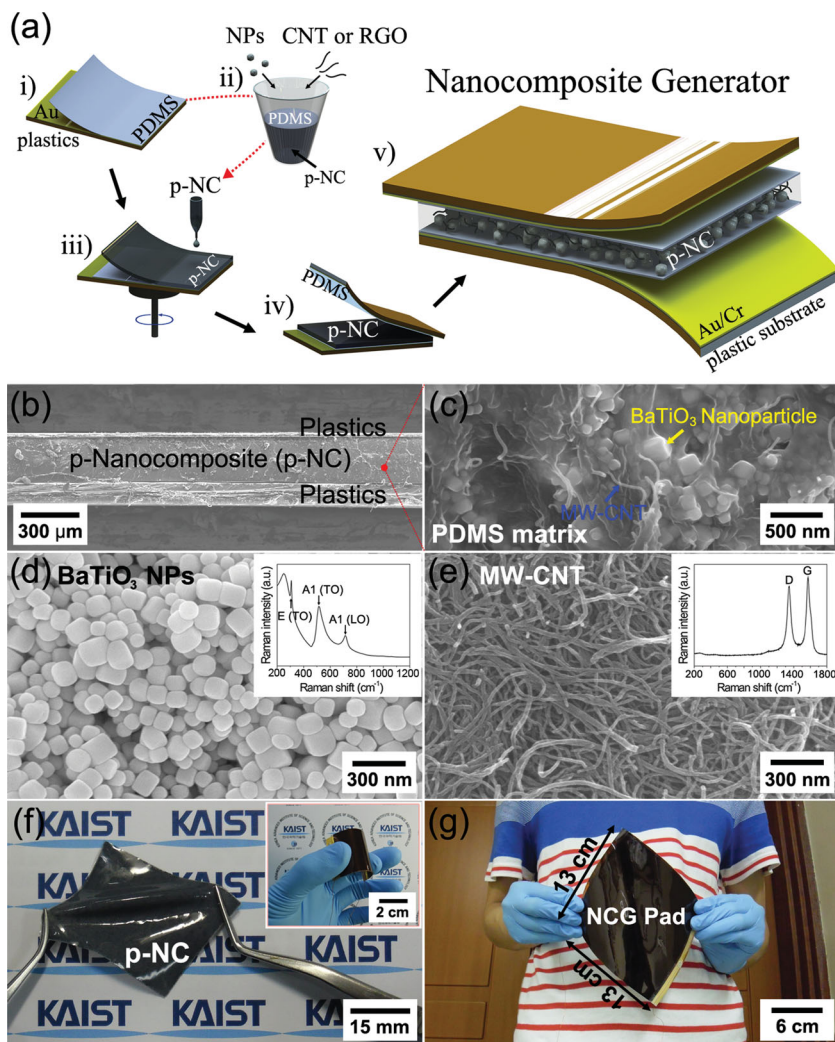 (a)
NPs
CNT or RGO
i)
ii)
Au
plastics
PDMS
PDMS
p-NC
Nanocomposite Generator
v)
p-NC
iii)
p-NC
iv)
PDMS
p-NC
p-NC
Au/Cr
plastic substrate
(b)
Plastics
p-Nanocomposite (p-NC)
Plastics
300 µm
(c)
BaTiO₃ Nanoparticle
MW-CNT
PDMS matrix
500 nm
(d)
BaTiO₃ NPs
Raman intensity (a.u.)
E (TO)
A1 (TO)
A1 (LO)
200 400 600 800 1000 1200
Raman shift (cm⁻¹)
300 nm
(e)
MW-CNT
Raman intensity (a.u.)
D
G
200 600 1000 1400 1800
Raman shift (cm⁻¹)
300 nm
(f)
KAIST KAIST KAIST
KAIST
2 cm
p-NC
KAIST KAIST
15 mm
(g)
13 cm
NCG Pad
13 cm
6 cm